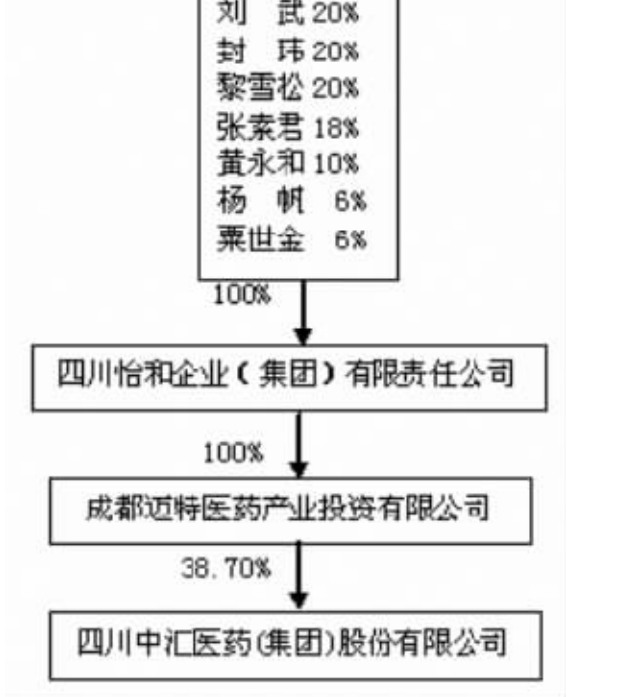 刘 武 20%
封 玮 20%
黎雪松 20%
张素君 18%
黄永和 10%
杨 帆 6%
粟世金 6%
100%
四川怡和企业(集团)有限责任公司
100%
成都迈特医药产业投资有限公司
38.70%
四川中汇医药(集团)股份有限公司